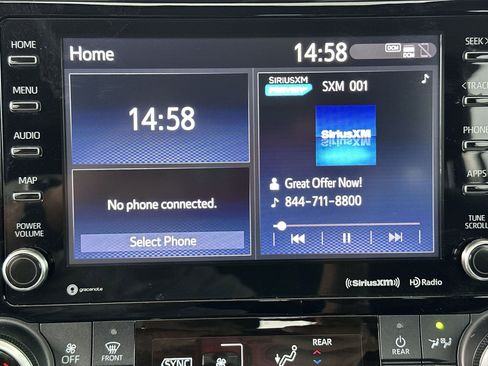 HOME
MENU
AUDIO
MAP
POWER
VOLUME
Home
14:58
DCM
14:58
No phone connected.
Select Phone
SIRIUSXM
PREVIEW
SXM 001
SiriusXM
Great Offer Now!
844-711-8800
SEEK >
< TRACK
PHONE
APPS
TUNE
SCROLL
gracenote
((SiriusXM))
HD Radio
OFF
FRONT
SYNC
REAR
REAR